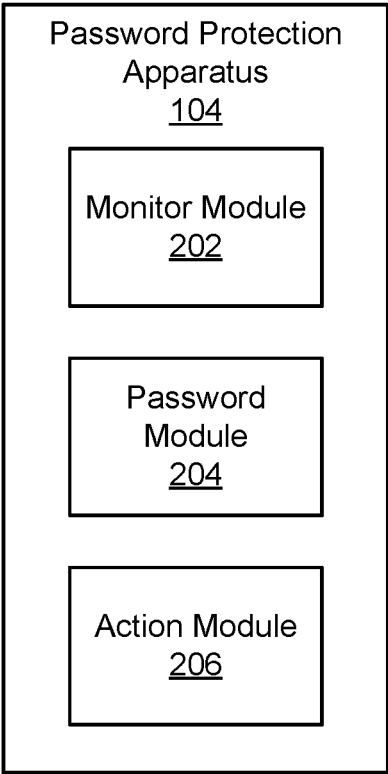 Password Protection
Apparatus
104
Monitor Module
202
Password
Module
204
Action Module
206